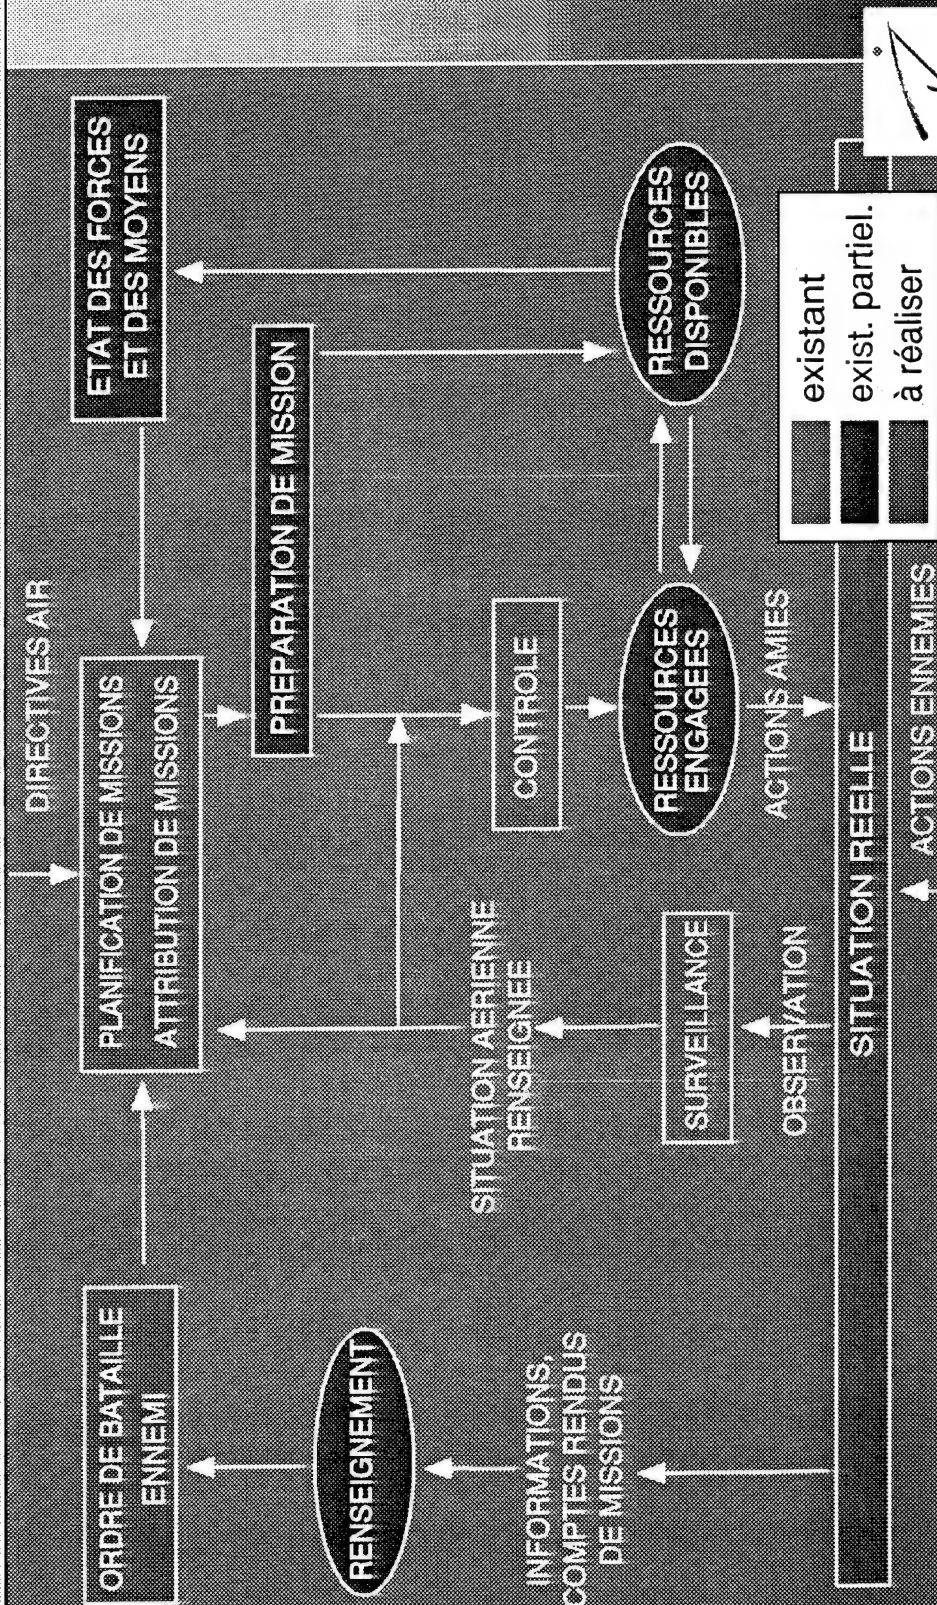 DIRECTIVES AIR
ORDRE DE BATAILLE
ENNEMI
PLANIFICATION DE MISSIONS
ATTRIBUTION DE MISSIONS
ETAT DES FORCES
ET DES MOYENS
PREPARATION DE MISSION
RENSEIGNEMENT
SITUATION AERIENNE
RENSEIGNEE
CONTROLE
INFORMATIONS,
COMPTES RENDUS
DE MISSIONS
SURVEILLANCE
RESSOURCES
ENGAGEES
RESSOURCES
DISPONIBLES
OBSERVATION
ACTIONS AMIES
SITUATION REELLE
ACTIONS ENNEMIES
existant
exist. partiel.
à réaliser